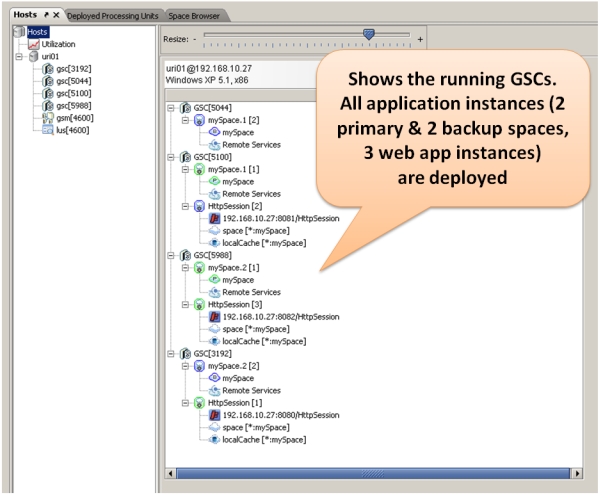 Hosts
Deployed Processing Units
Space Browser
Hosts
Utilization
uri01
gsc[3192]
gsc[5044]
gsc[5100]
gsc[5988]
gsm[4600]
lus[4600]
Resize: - +
uri01@192.168.10.27
Windows XP 5.1, x86
GSC[5044]
mySpace.1 [2]
mySpace
Remote Services
GSC[5100]
mySpace.1 [1]
mySpace
Remote Services
HttpSession [2]
192.168.10.27:8081/HttpSession
space [*:mySpace]
localCache [*:mySpace]
GSC[5988]
mySpace.2 [1]
mySpace
Remote Services
HttpSession [3]
192.168.10.27:8082/HttpSession
space [*:mySpace]
localCache [*:mySpace]
GSC[3192]
mySpace.2 [2]
mySpace
Remote Services
HttpSession [1]
192.168.10.27:8080/HttpSession
space [*:mySpace]
localCache [*:mySpace]
Shows the running GSCs.
All application instances (2
primary & 2 backup spaces,
3 web app instances)
are deployed